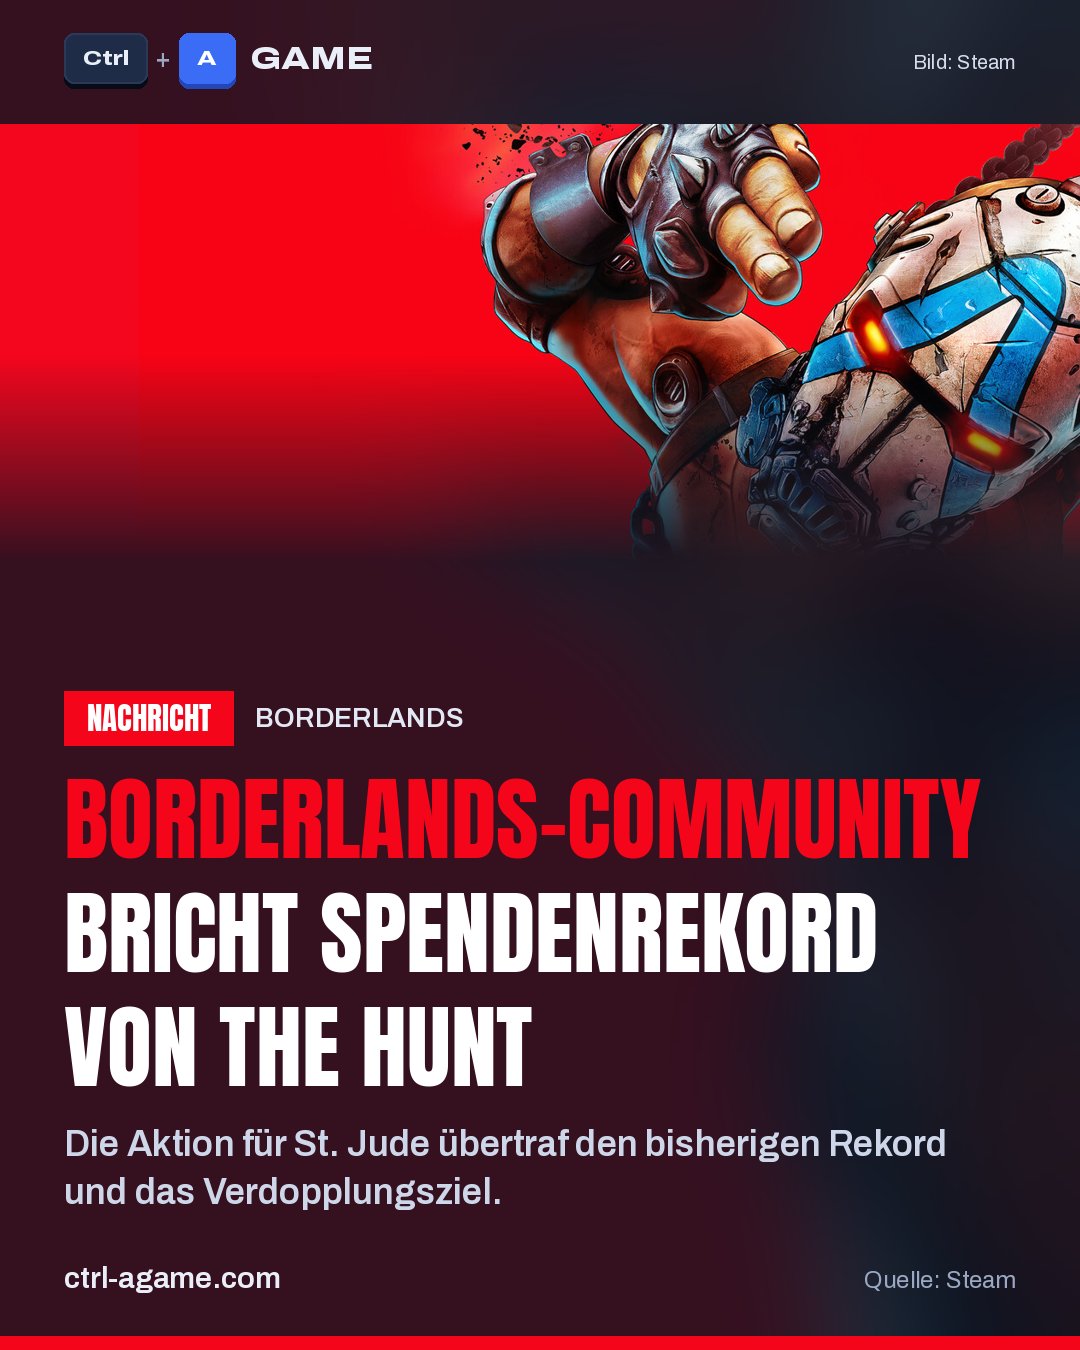 Ctrl + A GAME
Bild: Steam
NACHRICHT BORDERLANDS
BORDERLANDS-COMMUNITY
BRICHT SPENDENREKORD
VON THE HUNT
Die Aktion für St. Jude übertraf den bisherigen Rekord
und das Verdopplungsziel.
ctrl-agame.com
Quelle: Steam